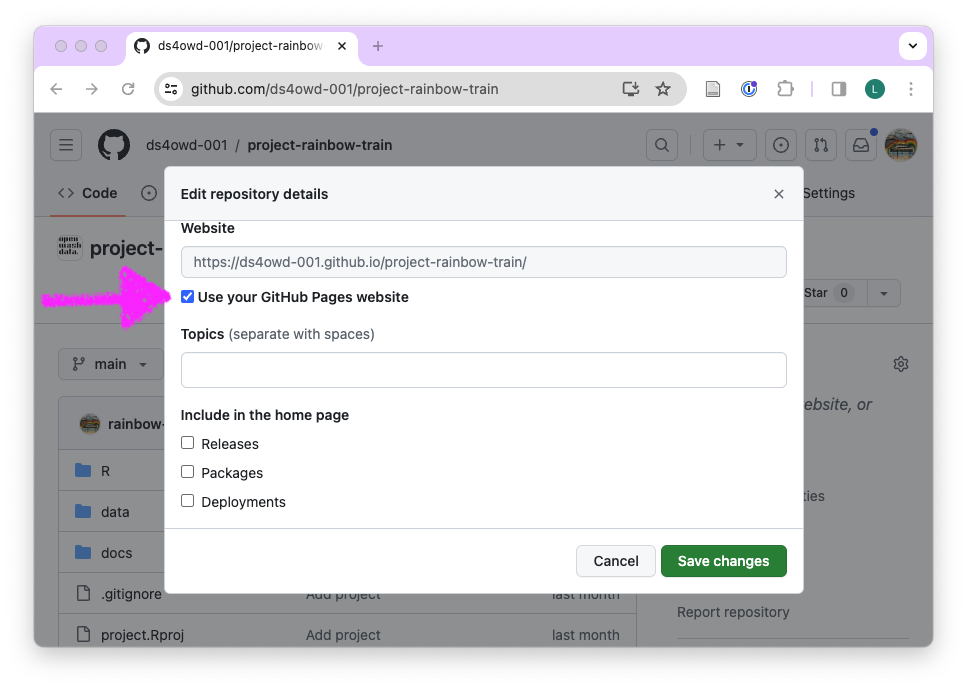 ds4owd-001/project-rainbow
github.com/ds4owd-001/project-rainbow-train
L
ds4owd-001 / project-rainbow-train
Code
Settings
open
wash
data.
project-
Edit repository details
Website
https://ds4owd-001.github.io/project-rainbow-train/
Use your GitHub Pages website
Star 0
Topics (separate with spaces)
main
ebsite, or
Include in the home page
rainbow-
Releases
R
Packages
ties
Deployments
data
docs
Cancel
Save changes
.gitignore Add project last month
Report repository
project.Rproj Add project last month